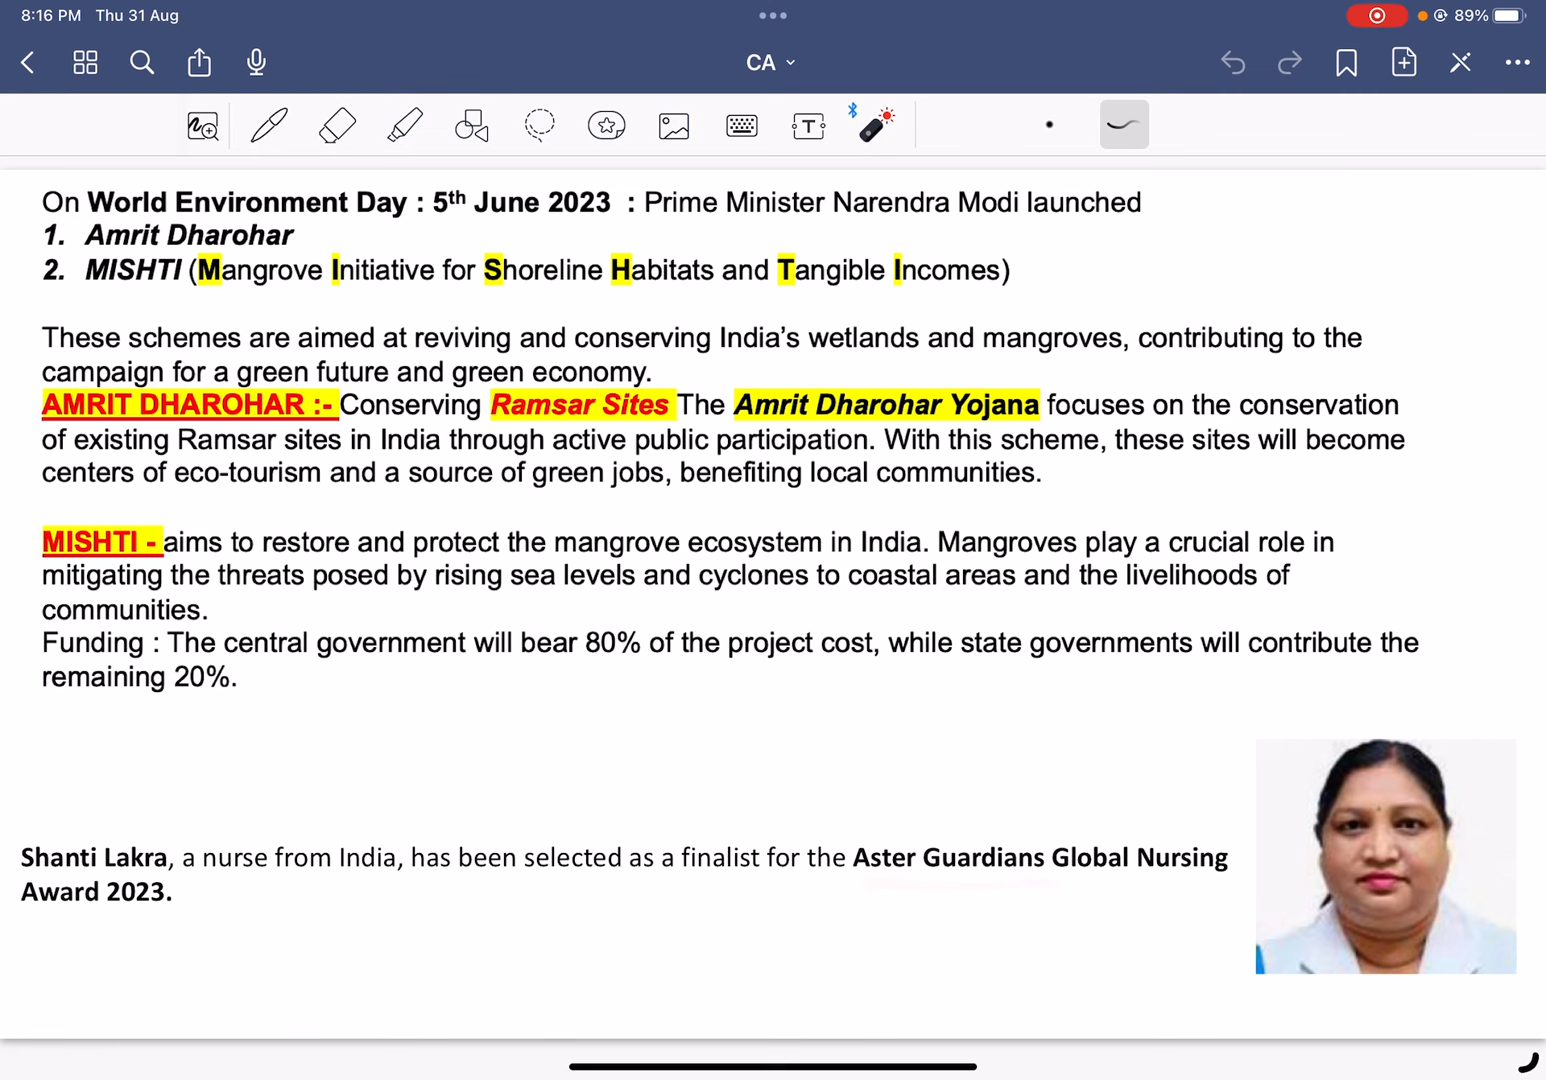 8:16 PM Thu 31 Aug
89%
CA
T
On World Environment Day : 5th June 2023 : Prime Minister Narendra Modi launched
1. Amrit Dharohar
2. MISHTI (Mangrove Initiative for Shoreline Habitats and Tangible Incomes)
These schemes are aimed at reviving and conserving India's wetlands and mangroves, contributing to the
campaign for a green future and green economy.
AMRIT DHAROHAR :- Conserving Ramsar Sites The Amrit Dharohar Yojana focuses on the conservation
of existing Ramsar sites in India through active public participation. With this scheme, these sites will become
centers of eco-tourism and a source of green jobs, benefiting local communities.
MISHTI - aims to restore and protect the mangrove ecosystem in India. Mangroves play a crucial role in
mitigating the threats posed by rising sea levels and cyclones to coastal areas and the livelihoods of
communities.
Funding : The central government will bear 80% of the project cost, while state governments will contribute the
remaining 20%.
Shanti Lakra, a nurse from India, has been selected as a finalist for the Aster Guardians Global Nursing
Award 2023.